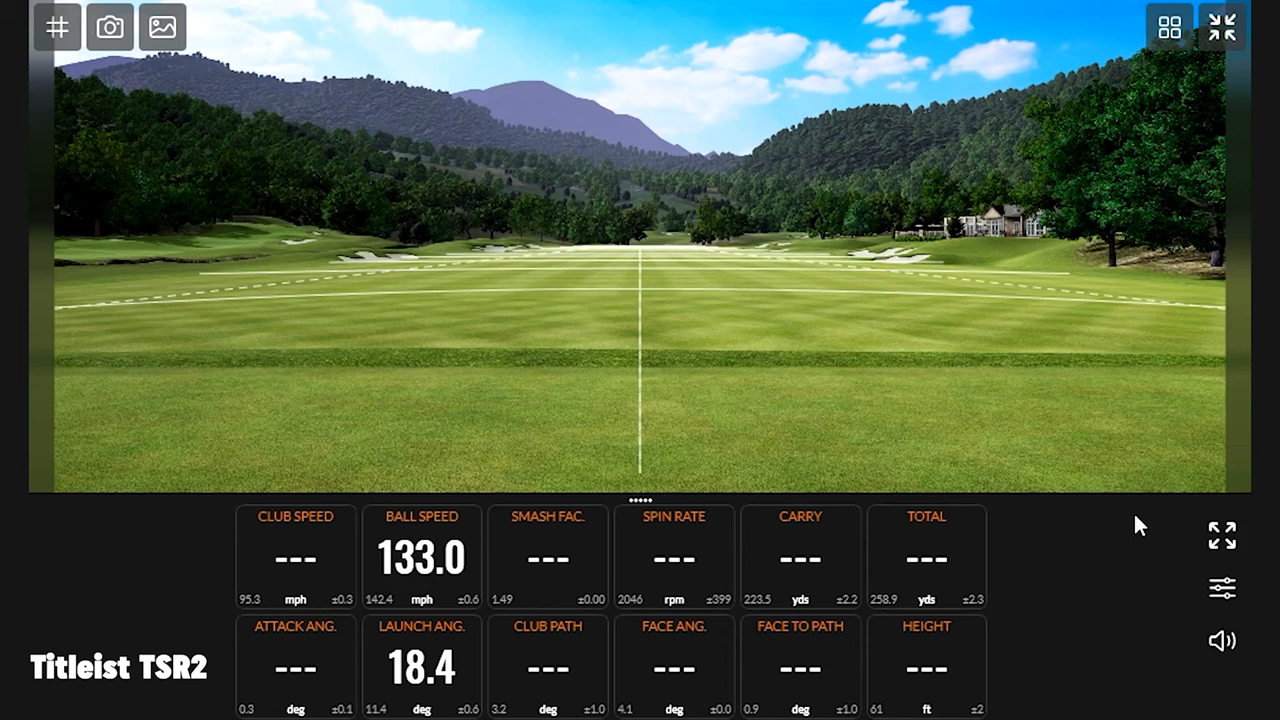 CLUB SPEED BALL SPEED SMASH FAC. SPIN RATE CARRY TOTAL
--- 133.0 --- --- --- ---
95.3 mph ±0.3 142.4 mph ±0.6 1.49 ±0.00 2046 rpm ±399 223.5 yds ±2.2 258.9 yds ±2.3
ATTACK ANG. LAUNCH ANG. CLUB PATH FACE ANG. FACE TO PATH HEIGHT
--- 18.4 --- --- --- ---
0.3 deg ±0.1 11.4 deg ±0.6 3.2 deg ±1.0 4.1 deg ±0.0 0.9 deg ±1.0 61 ft ±2
Titleist TSR2